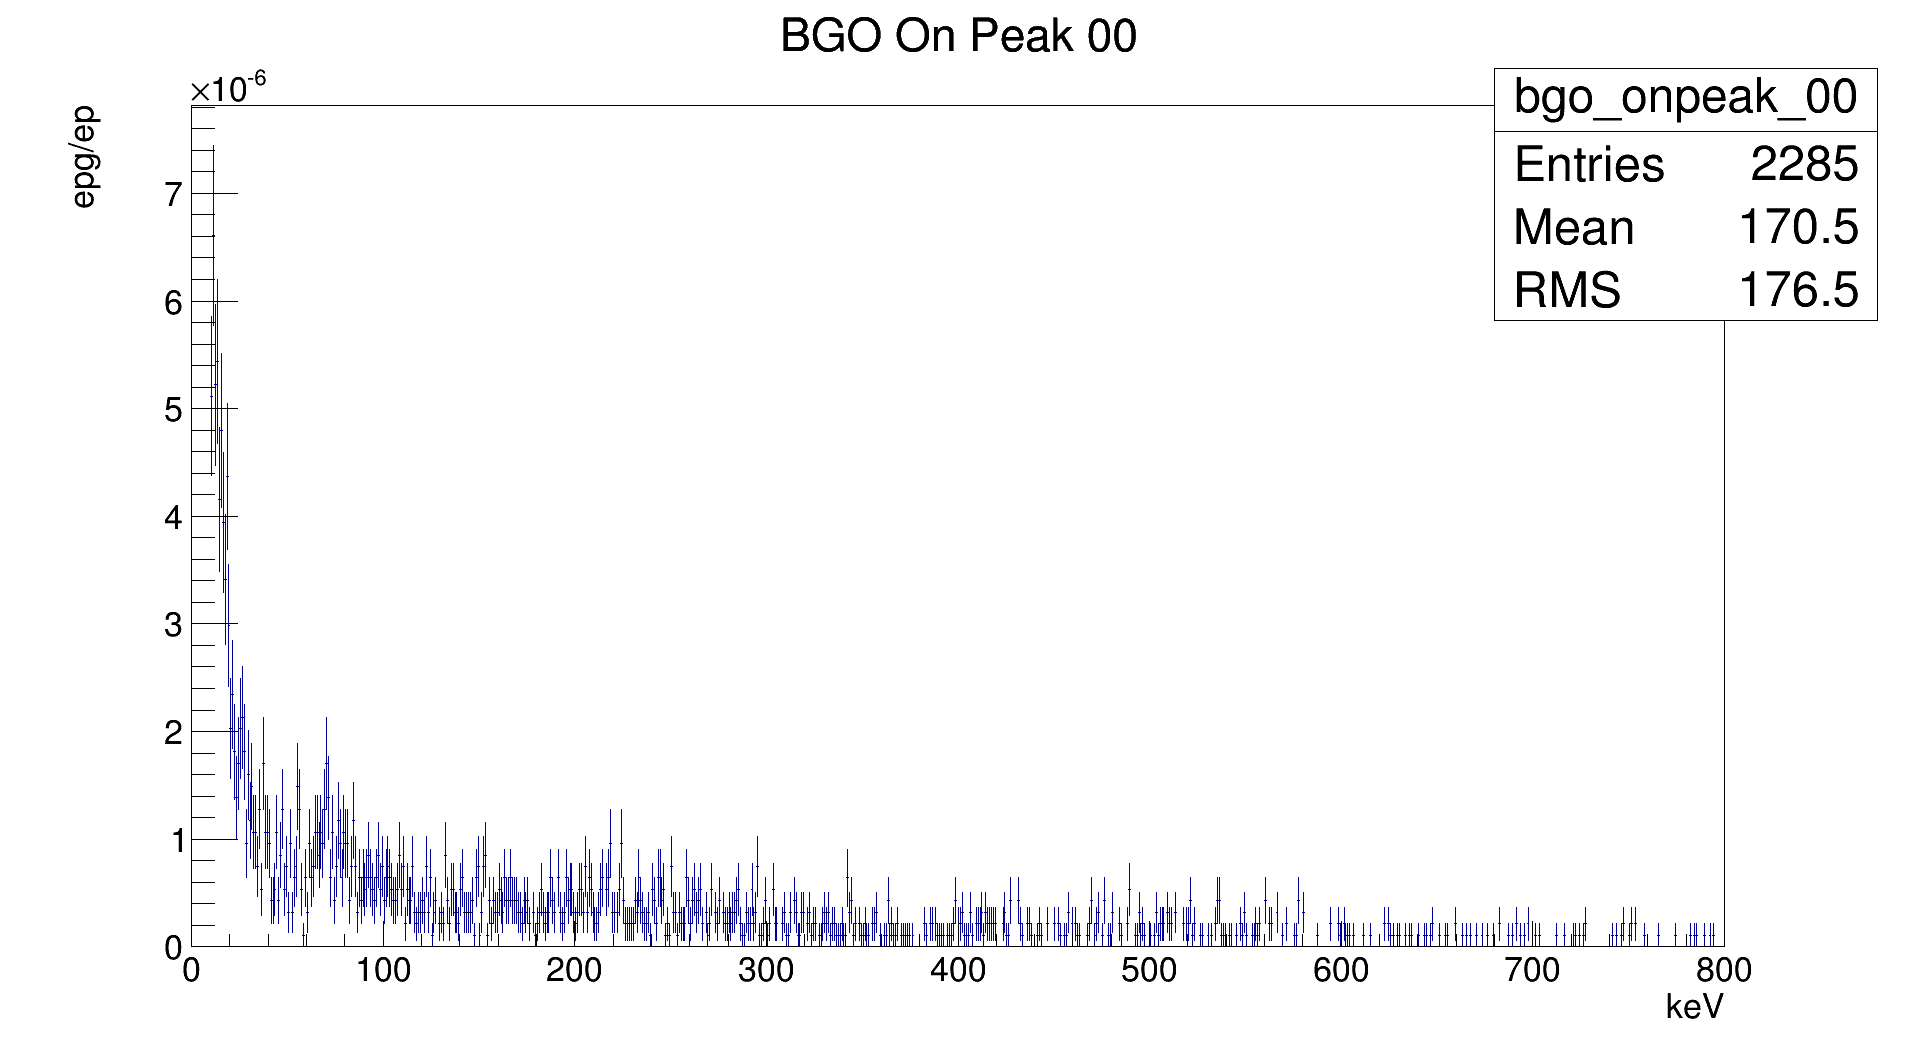 BGO On Peak 00
×10-6
epg/ep
bgo_onpeak_00
Entries 2285
Mean 170.5
RMS 176.5
7
6
5
4
3
2
1
0
0 100 200 300 400 500 600 700 800
keV